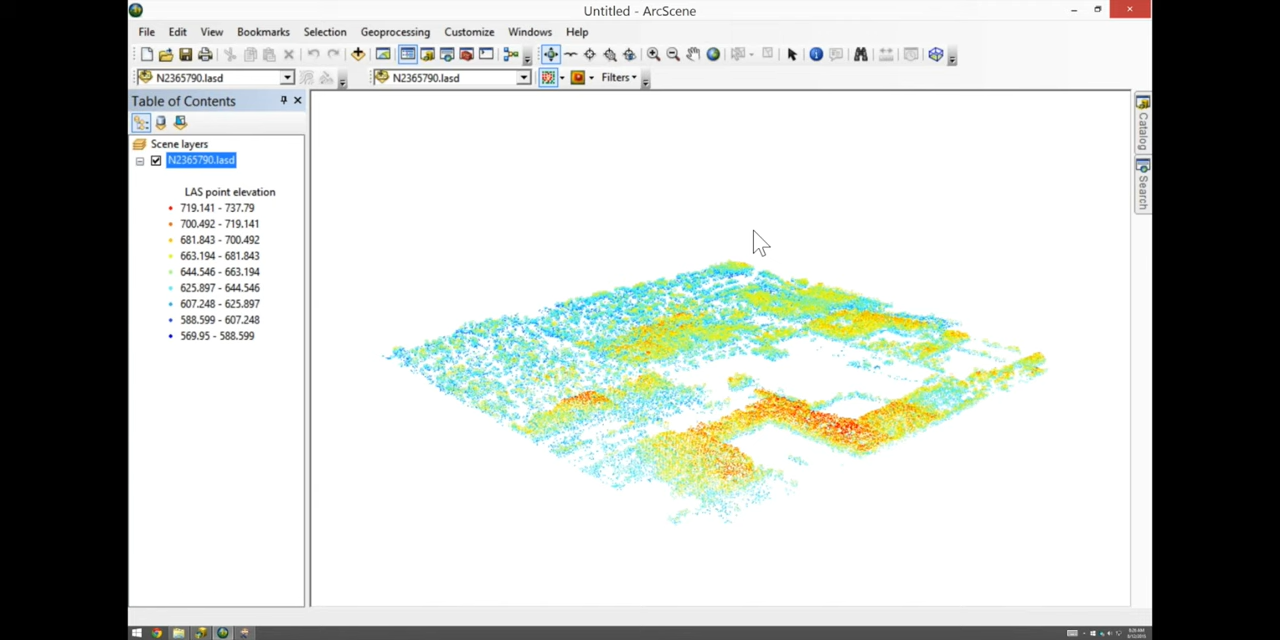 Untitled - ArcScene
File Edit View Bookmarks Selection Geoprocessing Customize Windows Help
N2365790.lasd N2365790.lasd Filters
Table of Contents
Scene layers
N2365790.lasd
LAS point elevation
719.141 - 737.79
700.492 - 719.141
681.843 - 700.492
663.194 - 681.843
644.546 - 663.194
625.897 - 644.546
607.248 - 625.897
588.599 - 607.248
569.95 - 588.599
Catalog
Search